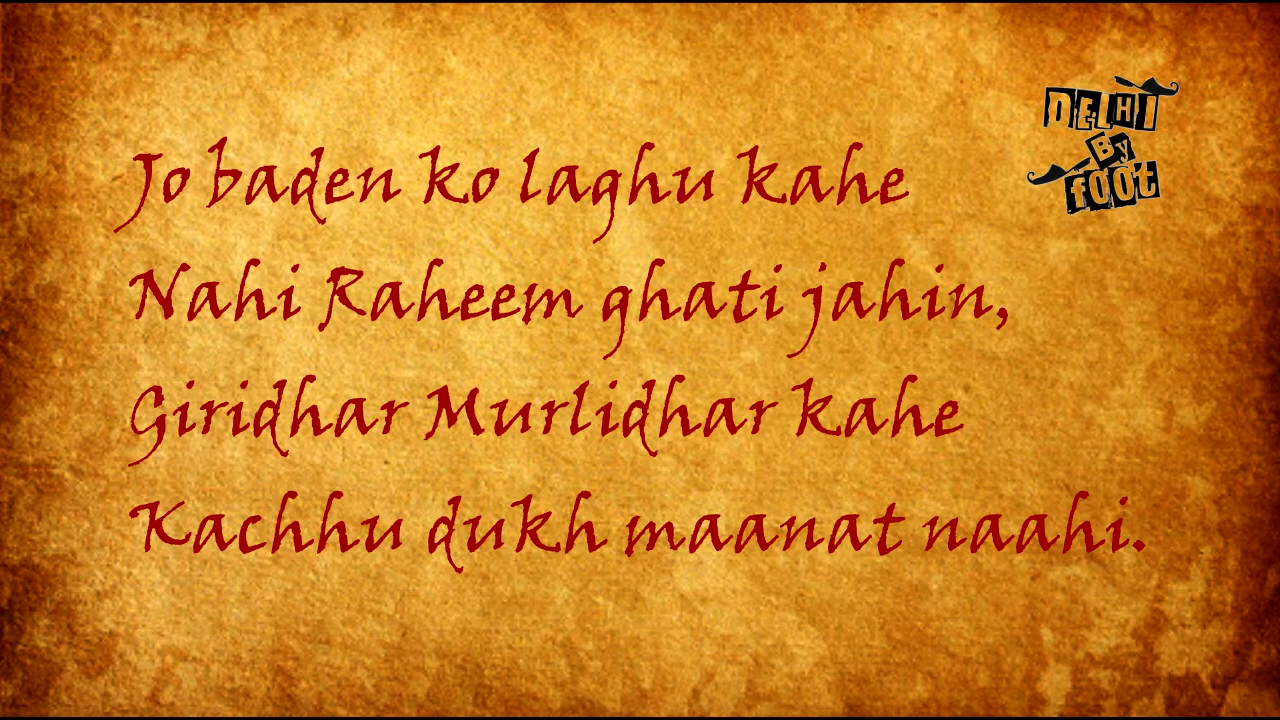 DELHI
By
foot
Jo baden ko laghu kahe
Nahi Raheem ghati jahin,
Giridhar Murlidhar kahe
Kachhu dukh maanat naahi.